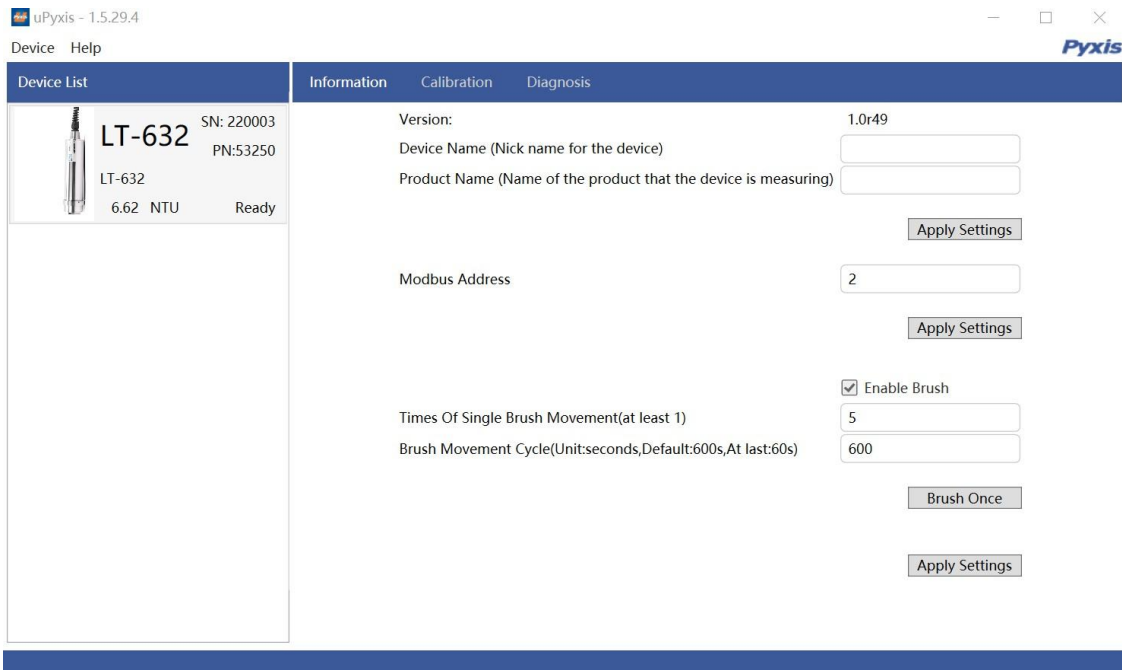 uPyxis - 1.5.29.4
Device Help
Pyxis
Device List
Information Calibration Diagnosis
LT-632
SN: 220003
PN:53250
LT-632
6.62 NTU Ready
Version: 1.0r49
Device Name (Nick name for the device)
Product Name (Name of the product that the device is measuring)
Apply Settings
Modbus Address 2
Apply Settings
Enable Brush
Times Of Single Brush Movement(at least 1) 5
Brush Movement Cycle(Unit:seconds,Default:600s,At last:60s) 600
Brush Once
Apply Settings